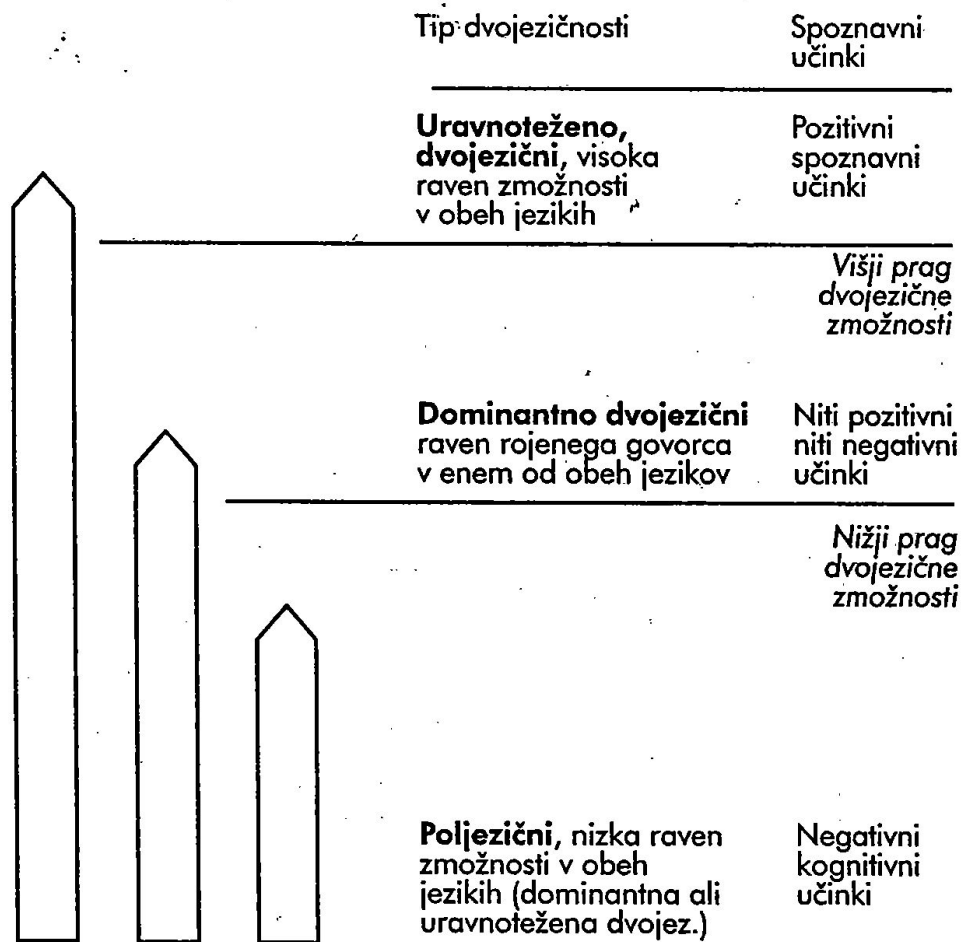 Tip dvojezičnosti
Spoznavni
učinki
Uravnoteženo,
dvojezični, visoka
raven zmožnosti
v obeh jezikih
Pozitivni
spoznavni
učinki
Višji prag
dvojezične
zmožnosti
Dominantno dvojezični
raven rojenega govorca
v enem od obeh jezikov
Niti pozitivni
niti negativni
učinki
Nižji prag
dvojezične
zmožnosti
Poljezični, nizka raven
zmožnosti v obeh
jezikih (dominantna ali
uravnotežena dvojez.)
Negativni
kognitivni
učinki